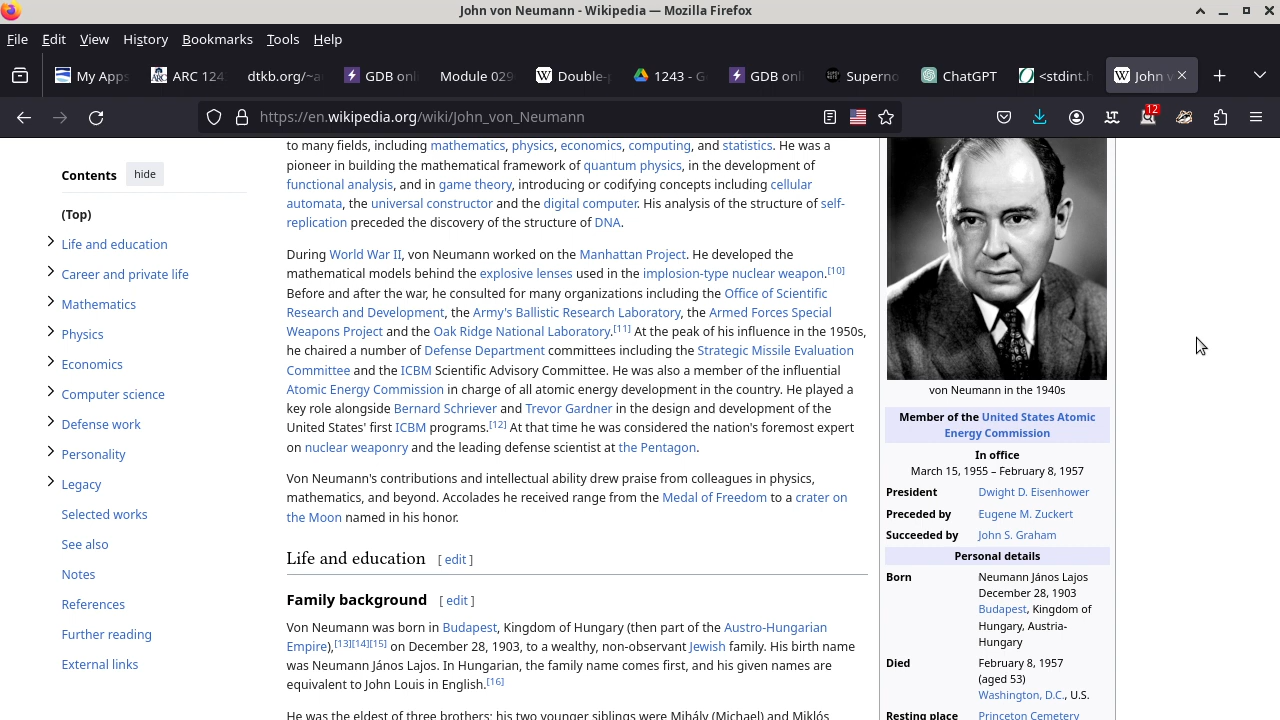 John von Neumann - Wikipedia — Mozilla Firefox
File Edit View History Bookmarks Tools Help
My Apps ARC 124 dtkb.org/~a GDB onl Module 029 Double-p 1243 - G GDB onl Superno ChatGPT <stdint.h John v
https://en.wikipedia.org/wiki/John_von_Neumann 12
Contents hide
(Top)
Life and education
Career and private life
Mathematics
Physics
Economics
Computer science
Defense work
Personality
Legacy
Selected works
See also
Notes
References
Further reading
External links
to many fields, including mathematics, physics, economics, computing, and statistics. He was a
pioneer in building the mathematical framework of quantum physics, in the development of
functional analysis, and in game theory, introducing or codifying concepts including cellular
automata, the universal constructor and the digital computer. His analysis of the structure of self-
replication preceded the discovery of the structure of DNA.
During World War II, von Neumann worked on the Manhattan Project. He developed the
mathematical models behind the explosive lenses used in the implosion-type nuclear weapon.[10]
Before and after the war, he consulted for many organizations including the Office of Scientific
Research and Development, the Army's Ballistic Research Laboratory, the Armed Forces Special
Weapons Project and the Oak Ridge National Laboratory.[11] At the peak of his influence in the 1950s,
he chaired a number of Defense Department committees including the Strategic Missile Evaluation
Committee and the ICBM Scientific Advisory Committee. He was also a member of the influential
Atomic Energy Commission in charge of all atomic energy development in the country. He played a
key role alongside Bernard Schriever and Trevor Gardner in the design and development of the
United States' first ICBM programs.[12] At that time he was considered the nation's foremost expert
on nuclear weaponry and the leading defense scientist at the Pentagon.
Von Neumann's contributions and intellectual ability drew praise from colleagues in physics,
mathematics, and beyond. Accolades he received range from the Medal of Freedom to a crater on
the Moon named in his honor.
Life and education [ edit ]
Family background [ edit ]
Von Neumann was born in Budapest, Kingdom of Hungary (then part of the Austro-Hungarian
Empire),[13][14][15] on December 28, 1903, to a wealthy, non-observant Jewish family. His birth name
was Neumann János Lajos. In Hungarian, the family name comes first, and his given names are
equivalent to John Louis in English.[16]
He was the eldest of three brothers; his two younger siblings were Mihály (Michael) and Miklós
von Neumann in the 1940s
Member of the United States Atomic
Energy Commission
In office
March 15, 1955 – February 8, 1957
President Dwight D. Eisenhower
Preceded by Eugene M. Zuckert
Succeeded by John S. Graham
Personal details
Born Neumann János Lajos
December 28, 1903
Budapest, Kingdom of
Hungary, Austria-
Hungary
Died February 8, 1957
(aged 53)
Washington, D.C., U.S.
Resting place Princeton Cemetery